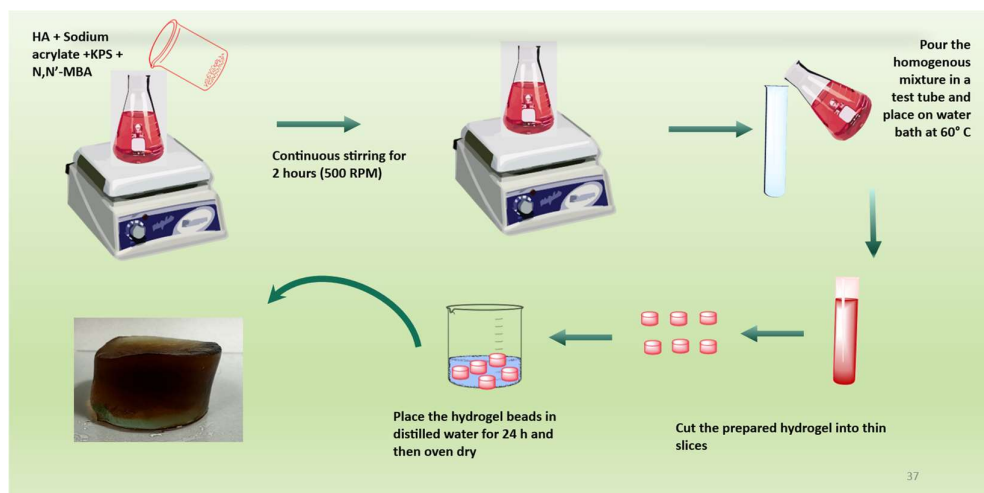 HA + Sodium
acrylate +KPS +
N,N'-MBA
Continuous stirring for
2 hours (500 RPM)
Pour the
homogenous
mixture in a
test tube and
place on water
bath at 60° C
Cut the prepared hydrogel into thin
slices
Place the hydrogel beads in
distilled water for 24 h and
then oven dry
37